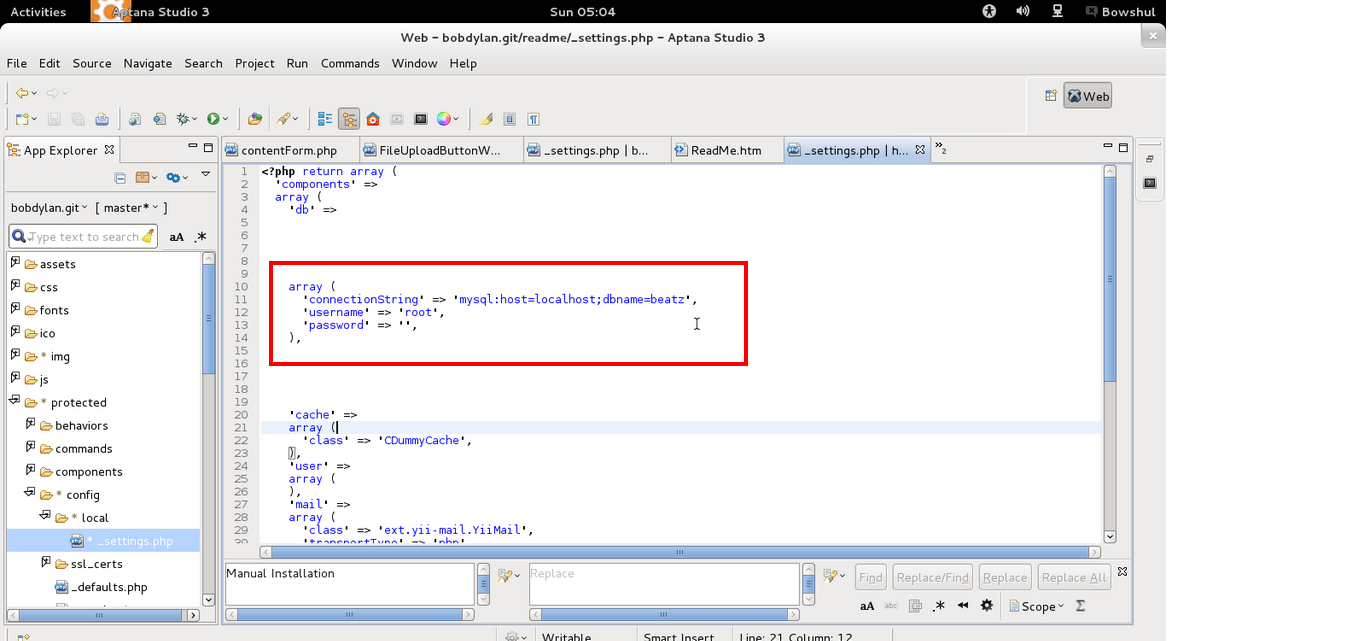 Activities
Aptana Studio 3
Sun 05:04
Bowshul
Web – bobdylan.git/readme/_settings.php – Aptana Studio 3
File Edit Source Navigate Search Project Run Commands Window Help
Web
App Explorer
contentForm.php
FileUploadButtonW...
_settings.php | b...
ReadMe.htm
_settings.php | h...
»2
bobdylan.git [ master* ]
Type text to search
aA .*
assets
css
fonts
ico
* img
js
* protected
behaviors
commands
components
* config
* local
* _settings.php
ssl_certs
_defaults.php
1 <?php return array (
2 'components' =>
3 array (
4 'db' =>
5
6
7
8
9
10 array (
11 'connectionString' => 'mysql:host=localhost;dbname=beatz',
12 'username' => 'root',
13 'password' => '',
14 ),
15
16
17
18
19
20 'cache' =>
21 array (
22 'class' => 'CDummyCache',
23 ),
24 'user' =>
25 array (
26 ),
27 'mail' =>
28 array (
29 'class' => 'ext.yii-mail.YiiMail',
30 'transportType' => 'php'
Manual Installation
Replace
Find Replace/Find Replace Replace All
aA abc .* Scope Σ
Writable Smart Insert Line: 21 Column: 12